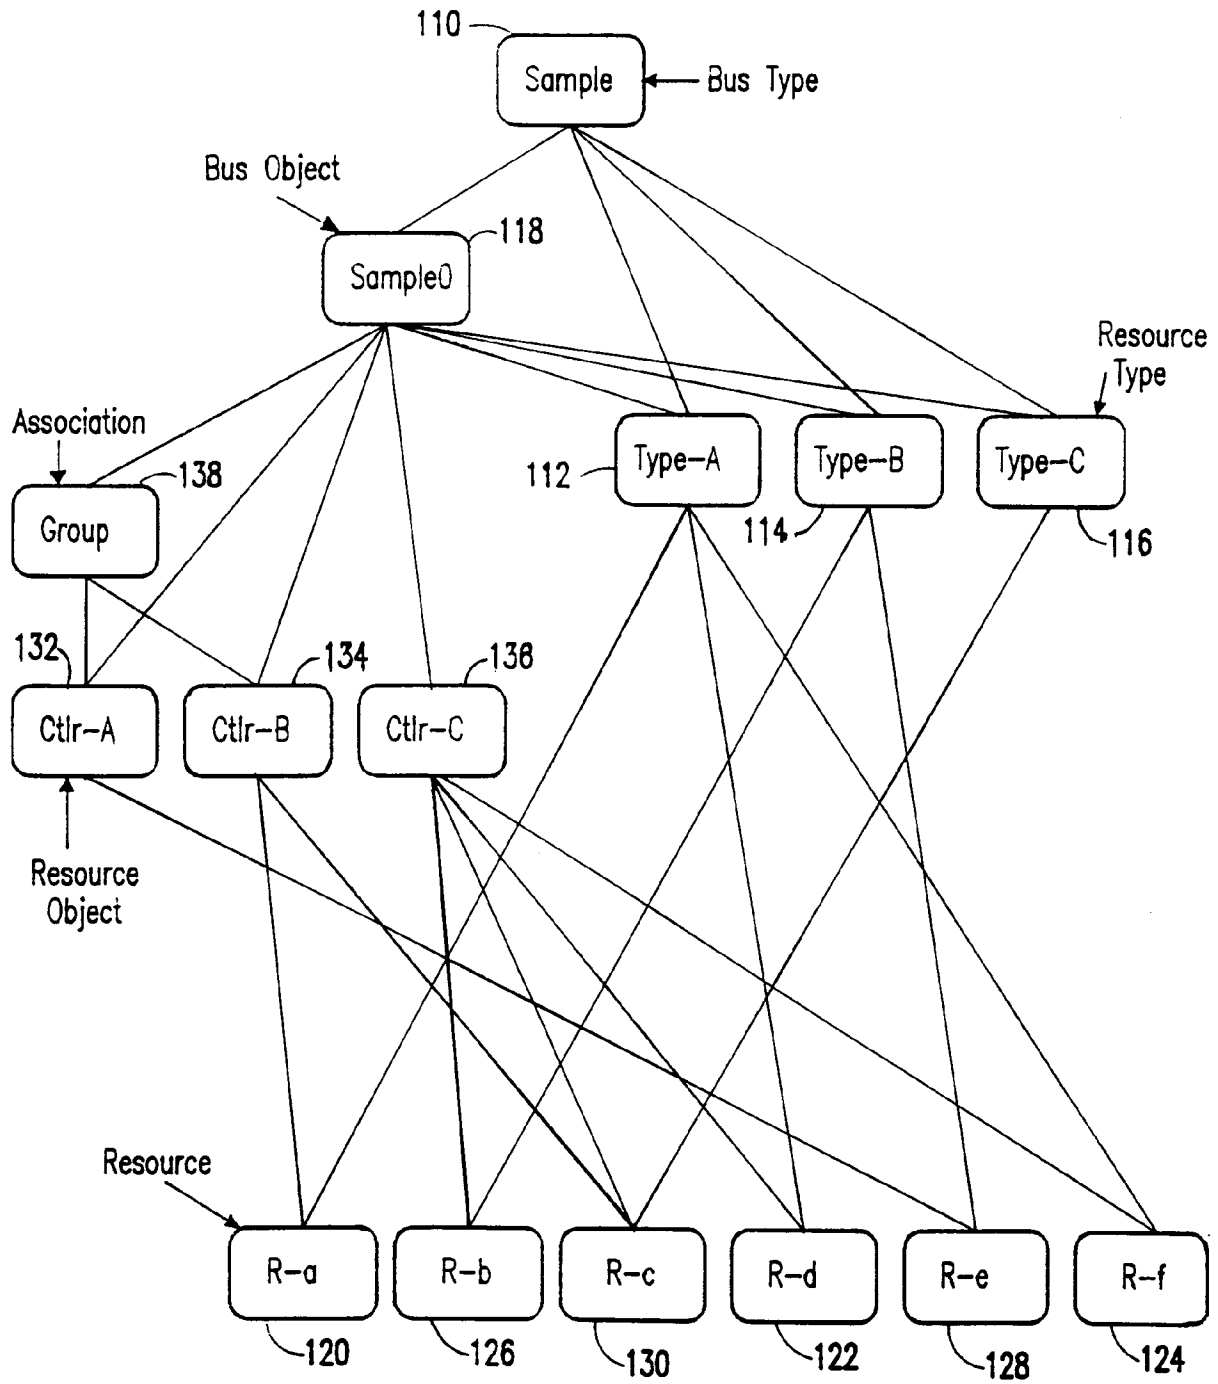 110
Sample
Bus Type
Bus Object
118
Sample0
Resource
Type
Association
138
Type-A
Type-B
Type-C
112
114
116
Group
132
134
136
Ctlr-A
Ctlr-B
Ctlr-C
Resource
Object
Resource
R-a
R-b
R-c
R-d
R-e
R-f
120
126
130
122
128
124